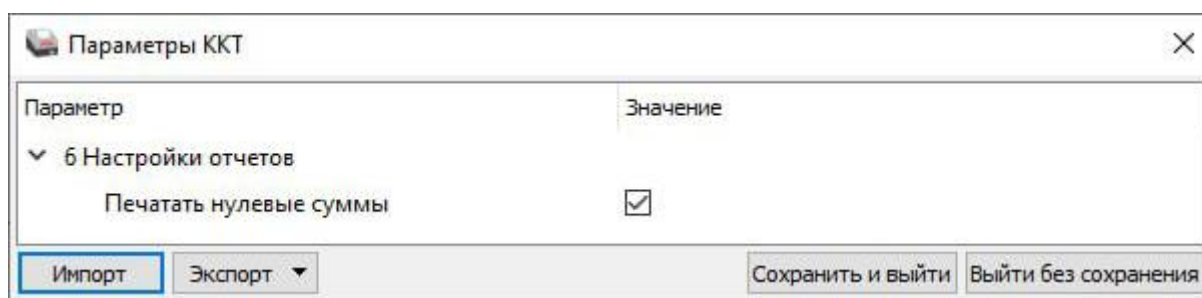 Параметры ККТ
Параметр Значение
6 Настройки отчетов
Печатать нулевые суммы
Импорт Экспорт Сохранить и выйти Выйти без сохранения